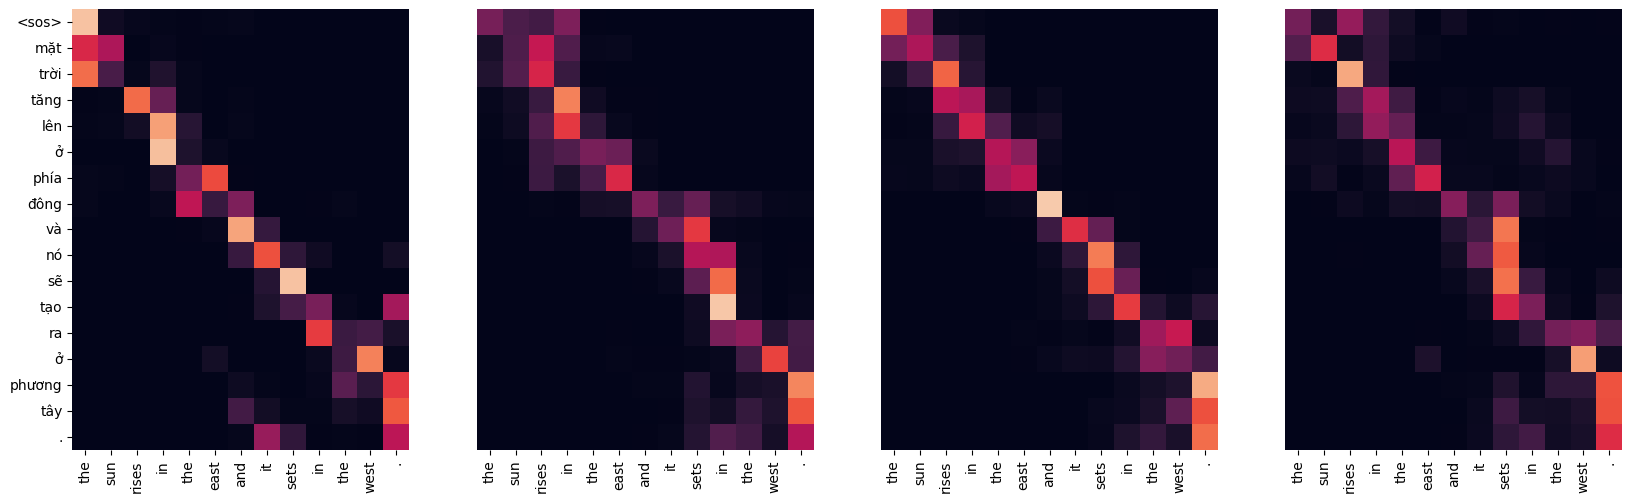 <sos>
mặt
trời
tăng
lên
ở
phía
đông
và
nó
sẽ
tạo
ra
ở
phương
tây
.
the sun rises in the east and it sets in the west .
the sun rises in the east and it sets in the west .
the sun rises in the east and it sets in the west .
the sun rises in the east and it sets in the west .